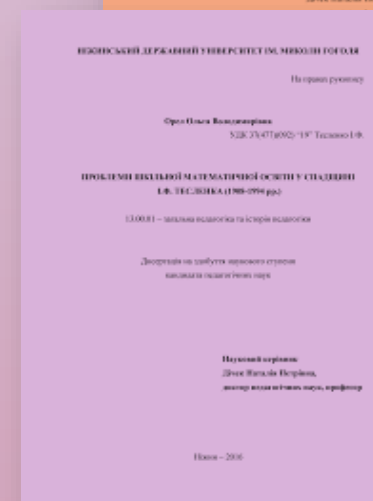 НІЖИНСЬКИЙ ДЕРЖАВНИЙ УНІВЕРСИТЕТ ІМ. МИКОЛИ ГОГОЛЯ
На правах рукопису
Орел Ольга Володимирівна
УДК 37(477)(092) "19" Тесленко І.Ф.
ПРОБЛЕМИ ШКІЛЬНОЇ МАТЕМАТИЧНОЇ ОСВІТИ У СПАДЩИНІ
І.Ф. ТЕСЛЕНКА (1908-1994 рр.)
13.00.01 – загальна педагогіка та історія педагогіки
Дисертація на здобуття наукового ступеня
кандидата педагогічних наук
Науковий керівник
Дічек Наталія Петрівна,
доктор педагогічних наук, професор
Ніжин – 2016